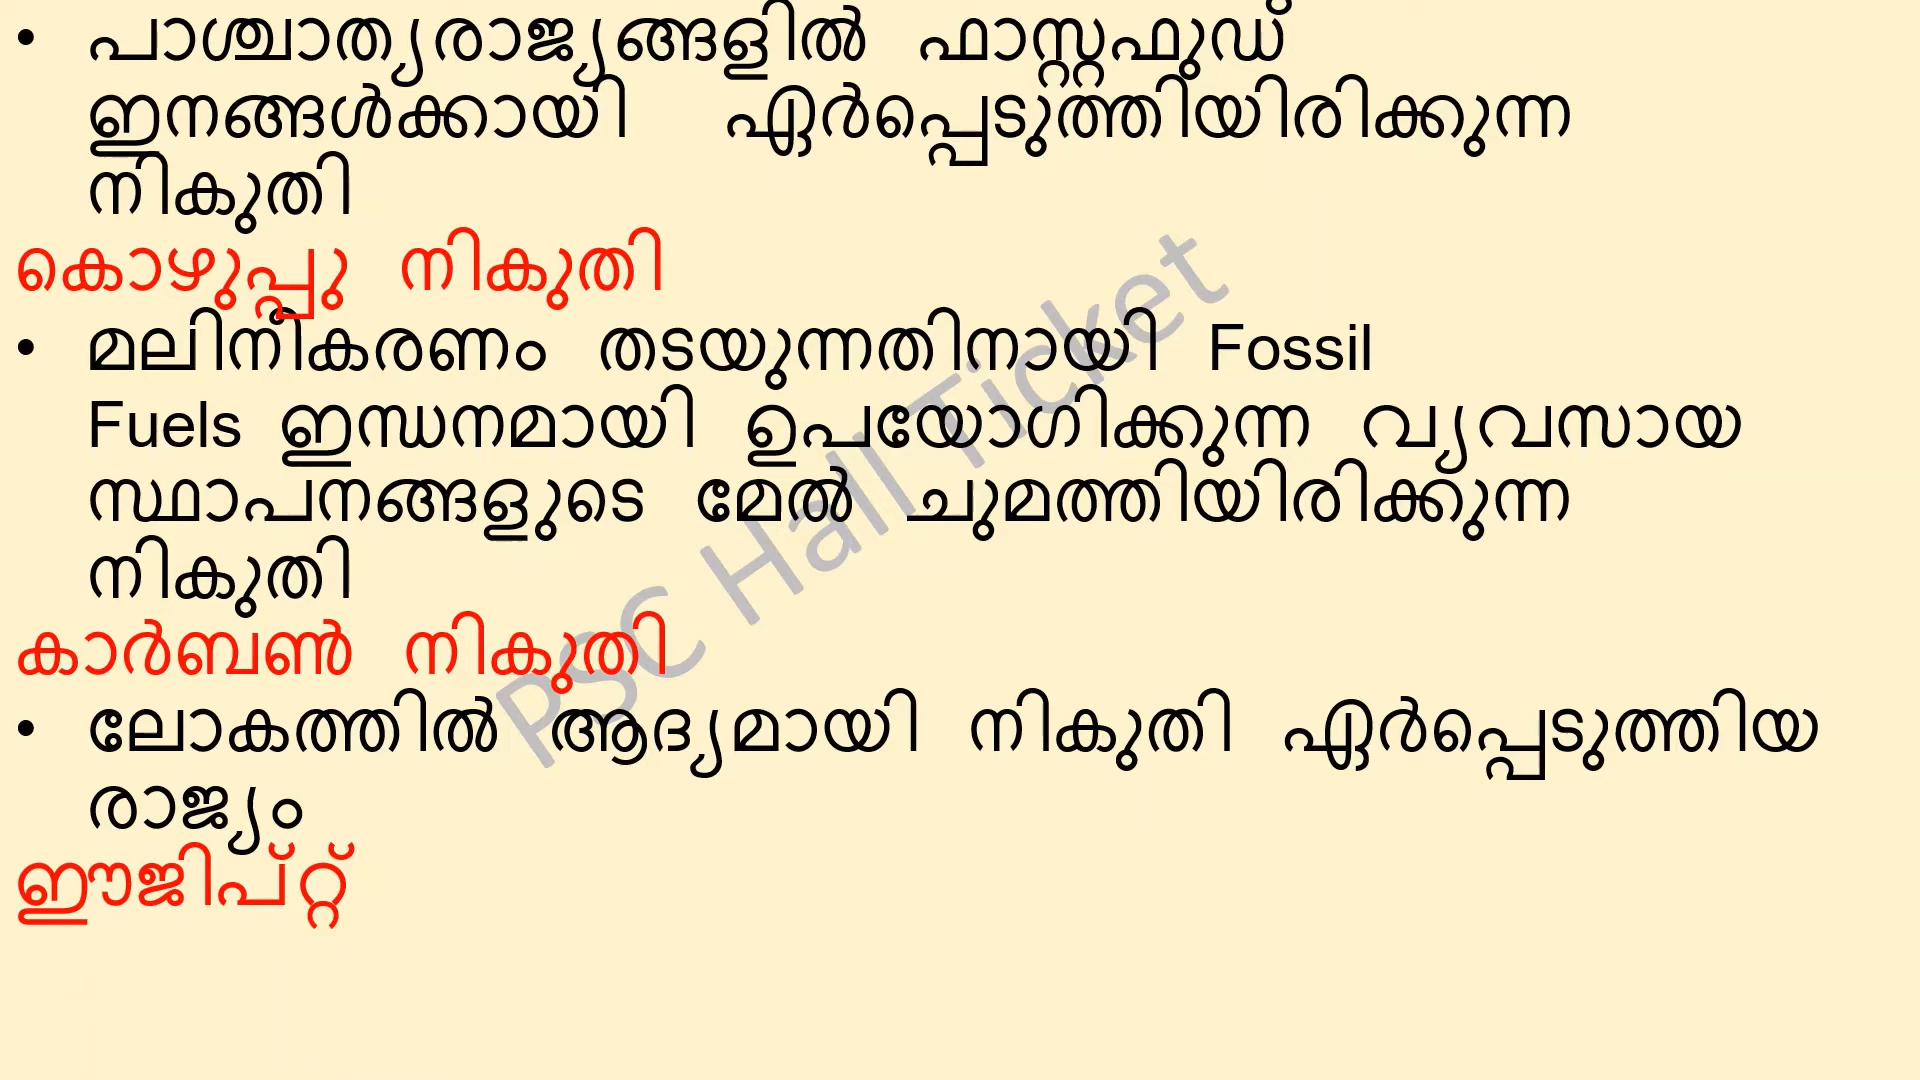 • പാശ്ചാത്യരാജ്യങ്ങളിൽ ഫാസ്റ്റഫുഡ്
ഇനങ്ങൾക്കായി ഏർപ്പെടുത്തിയിരിക്കുന്ന
നികുതി
കൊഴുപ്പു നികുതി
• മലിനീകരണം തടയുന്നതിനായി Fossil
Fuels ഇന്ധനമായി ഉപയോഗിക്കുന്ന വ്യവസായ
സ്ഥാപനങ്ങളുടെ മേൽ ചുമത്തിയിരിക്കുന്ന
നികുതി
കാർബൺ നികുതി
• ലോകത്തിൽ ആദ്യമായി നികുതി ഏർപ്പെടുത്തിയ
രാജ്യം
ഈജിപ്റ്റ്
PSC Hall Ticket